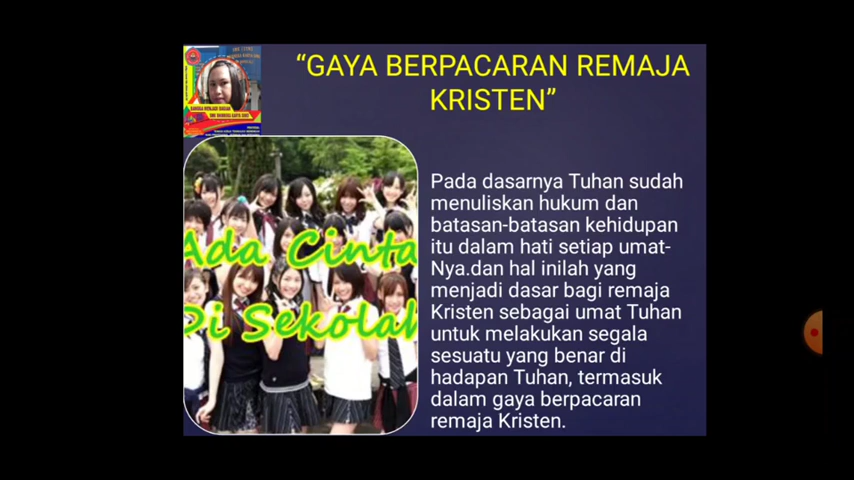 “GAYA BERPACARAN REMAJA
KRISTEN”
Ada Cinta
Di Sekolah
Pada dasarnya Tuhan sudah
menuliskan hukum dan
batasan-batasan kehidupan
itu dalam hati setiap umat-
Nya.dan hal inilah yang
menjadi dasar bagi remaja
Kristen sebagai umat Tuhan
untuk melakukan segala
sesuatu yang benar di
hadapan Tuhan, termasuk
dalam gaya berpacaran
remaja Kristen.